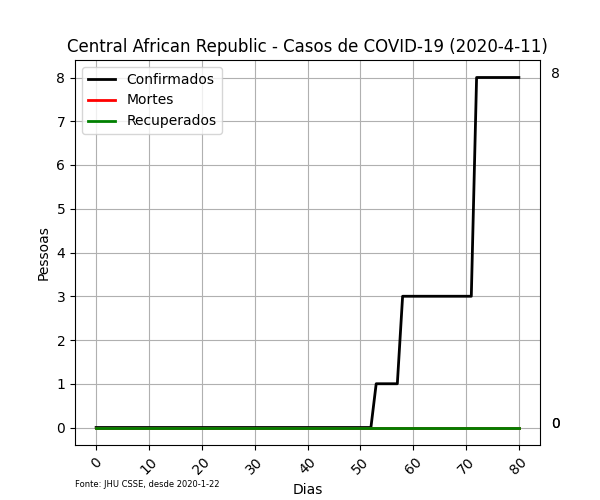 Central African Republic - Casos de COVID-19 (2020-4-11)
Confirmados
Mortes
Recuperados
8
7
6
5
4
3
2
1
0
Pessoas
8
0
0 10 20 30 40 50 60 70 80
Dias
Fonte: JHU CSSE, desde 2020-1-22